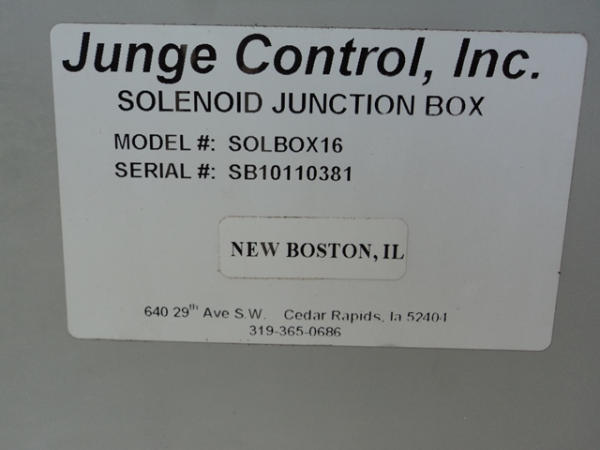 Junge Control, Inc.
SOLENOID JUNCTION BOX
MODEL #: SOLBOX16
SERIAL #: SB10110381
NEW BOSTON, IL
640 29th Ave S.W. Cedar Rapids, Ia 52404
319-365-0686